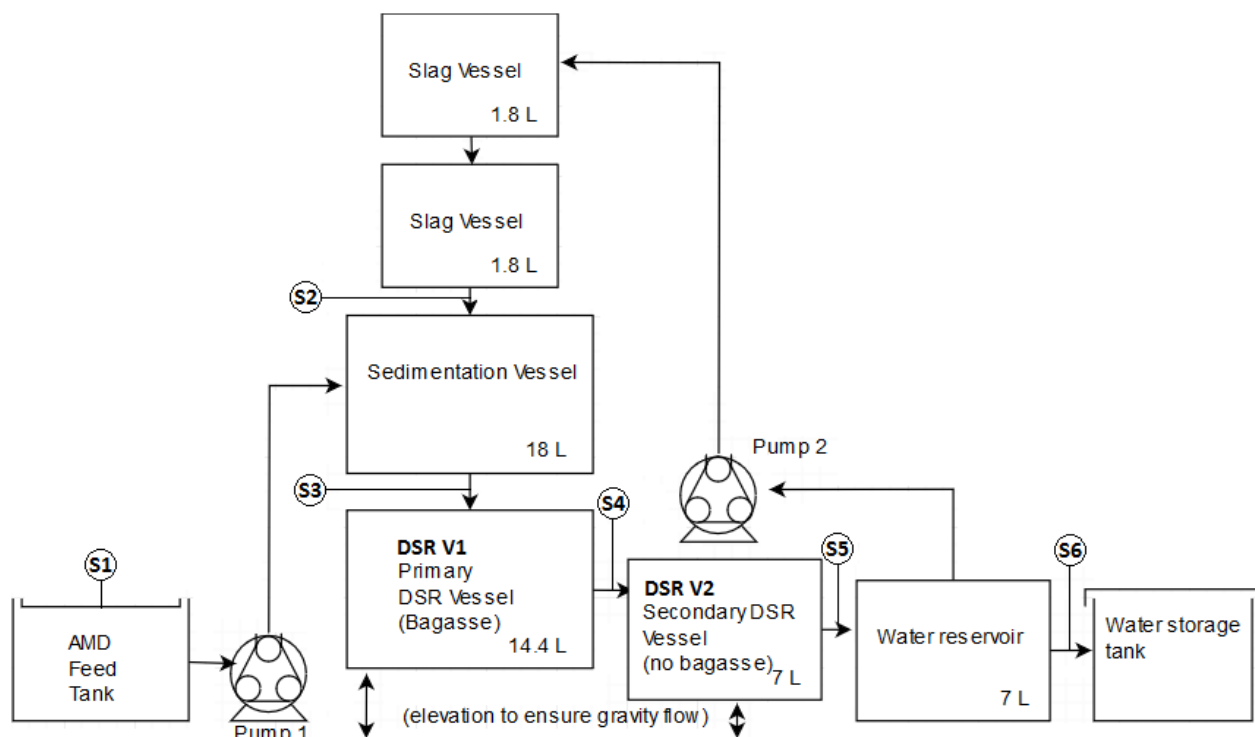 Slag Vessel
1.8 L
Slag Vessel
1.8 L
S2
Sedimentation Vessel
18 L
Pump 2
S3
S4
DSR V1
Primary
DSR Vessel
(Bagasse)
14.4 L
S1
AMD
Feed
Tank
Pump 1
DSR V2
Secondary DSR
Vessel
(no bagasse)
7 L
S5
Water reservoir
7 L
S6
Water storage
tank
(elevation to ensure gravity flow)